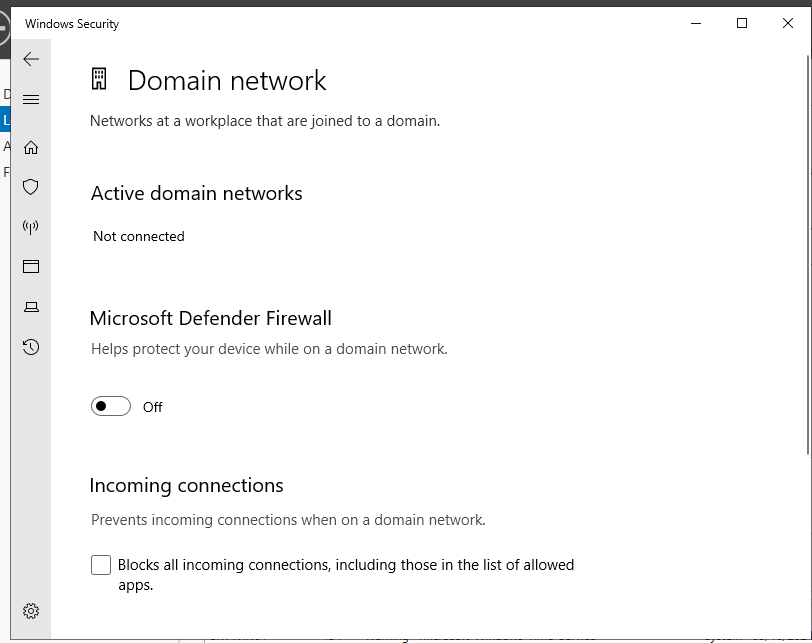 Windows Security
Domain network
Networks at a workplace that are joined to a domain.
D
L
A
F
Active domain networks
Not connected
Microsoft Defender Firewall
Helps protect your device while on a domain network.
Off
Incoming connections
Prevents incoming connections when on a domain network.
Blocks all incoming connections, including those in the list of allowed
apps.